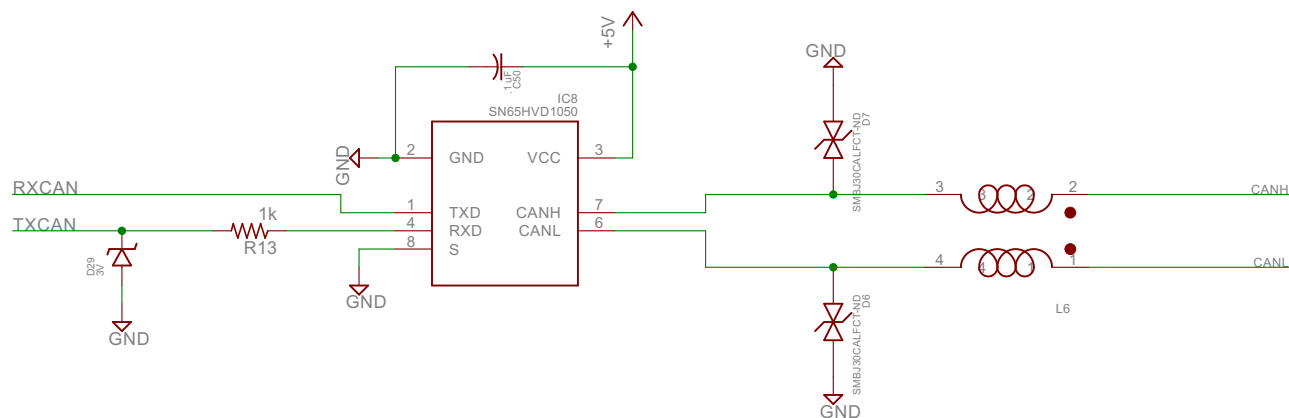 +5V
GND
.1uF
C50
IC8
SN65HVD1050
GND
2
GND
VCC
3
SMBJ30CALFCT-ND
D7
RXCAN
3
3
2
2
CANH
1
TXD
CANH
7
TXCAN
1k
R13
4
RXD
CANL
6
8
S
D29
3V
4
4
1
1
CANL
GND
GND
SMBJ30CALFCT-ND
D6
L6
GND